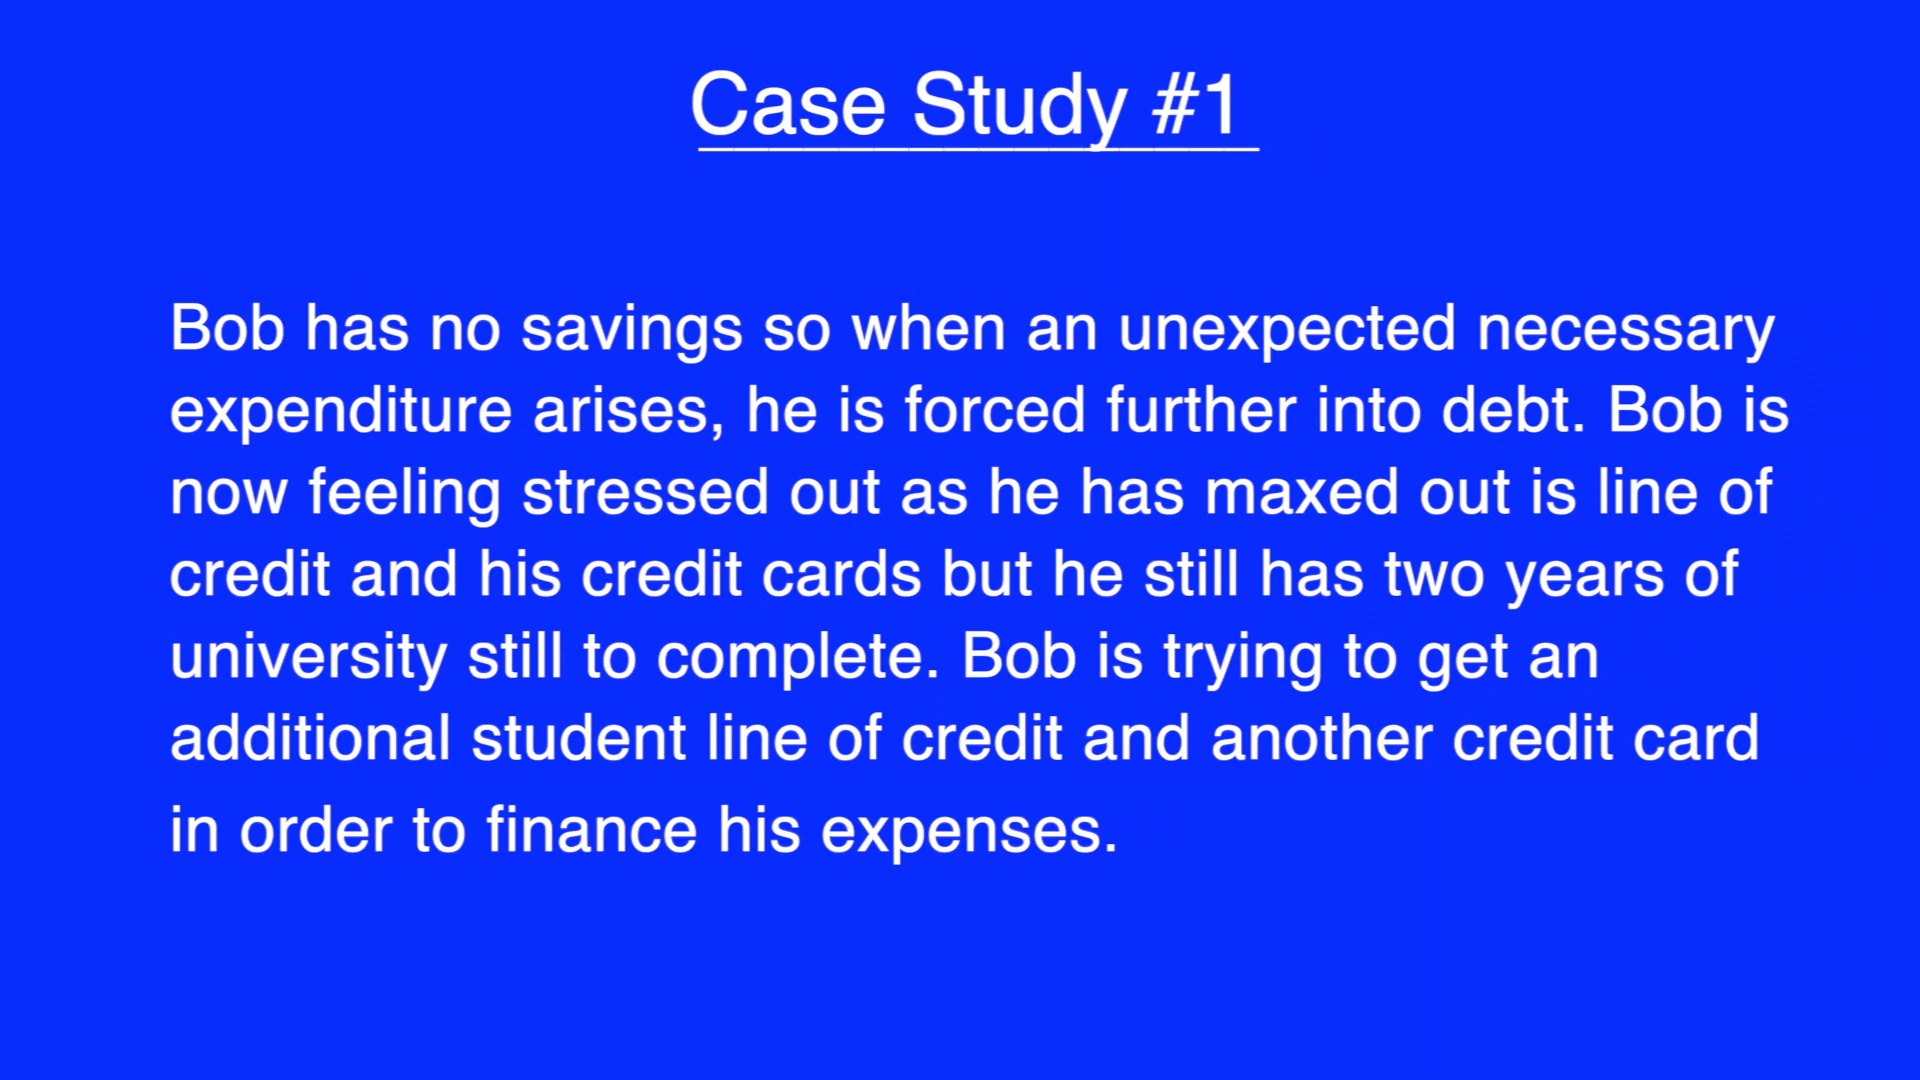 Case Study #1
Bob has no savings so when an unexpected necessary
expenditure arises, he is forced further into debt. Bob is
now feeling stressed out as he has maxed out is line of
credit and his credit cards but he still has two years of
university still to complete. Bob is trying to get an
additional student line of credit and another credit card
in order to finance his expenses.